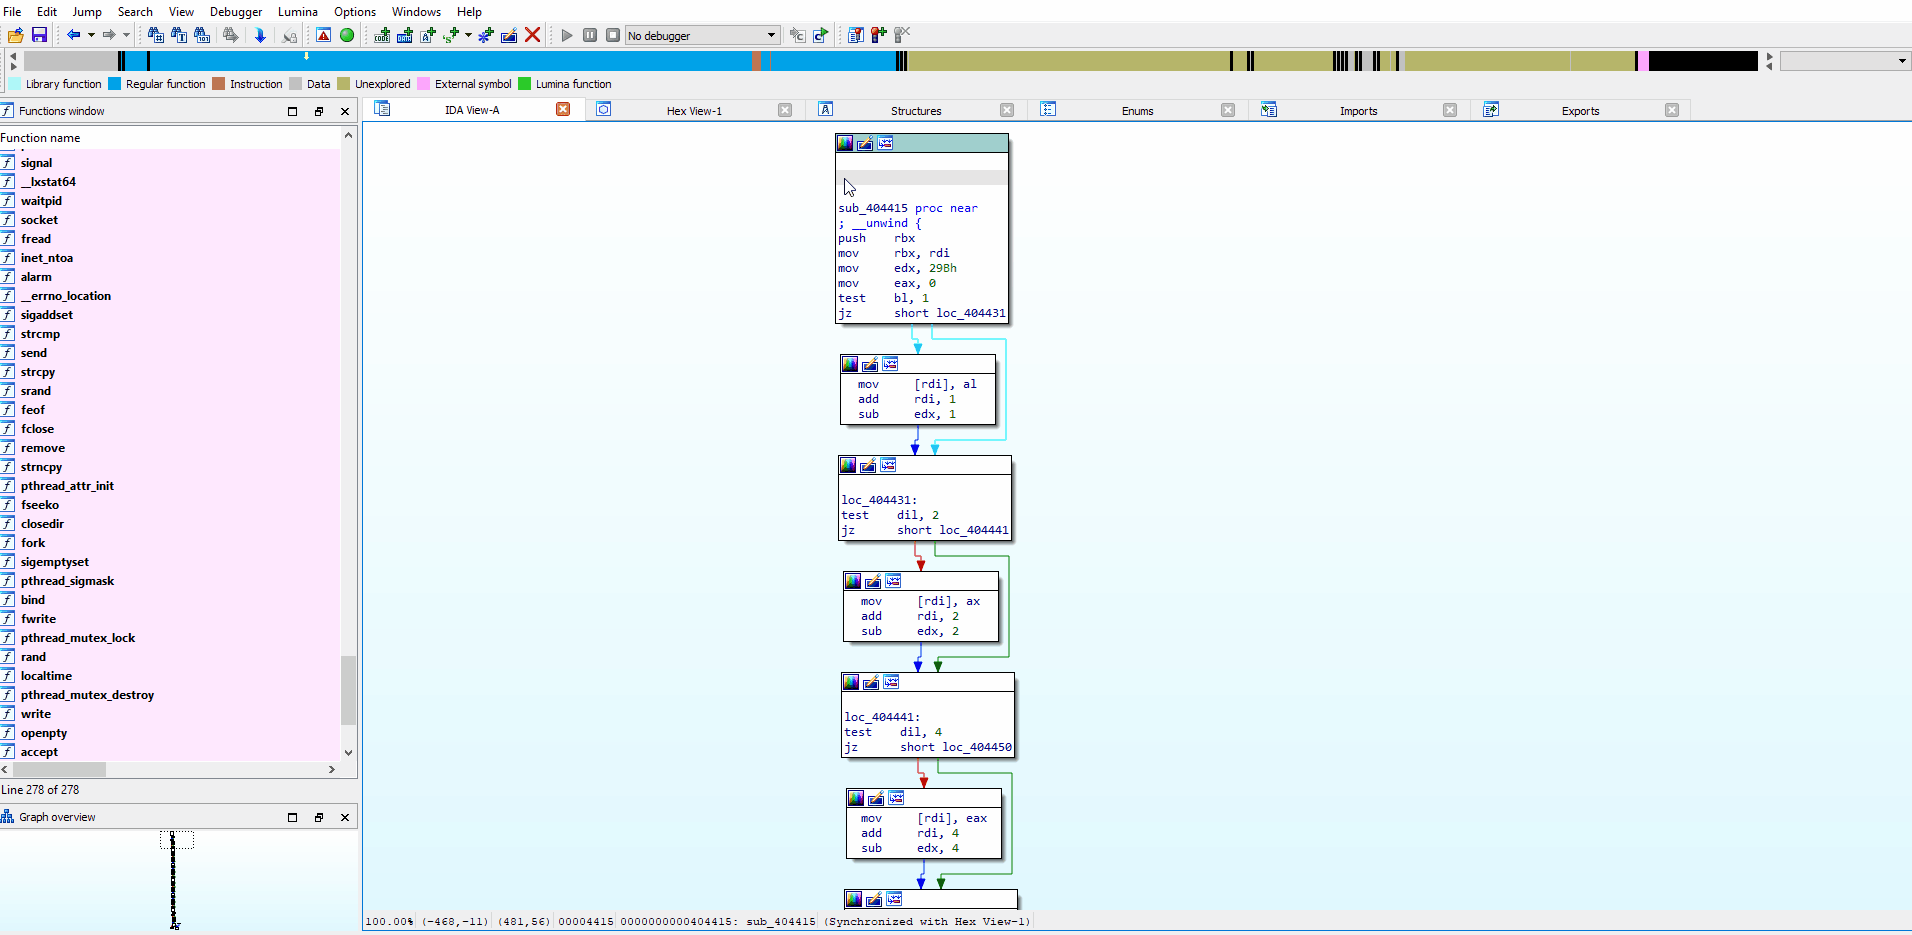 File Edit Jump Search View Debugger Lumina Options Windows Help
No debugger
Library function Regular function Instruction Data Unexplored External symbol Lumina function
Functions window
IDA View-A Hex View-1 Structures Enums Imports Exports
Function name
signal
__lxstat64
waitpid
socket
fread
inet_ntoa
alarm
__errno_location
sigaddset
strcmp
send
strcpy
srand
feof
fclose
remove
strncpy
pthread_attr_init
fseeko
closedir
fork
sigemptyset
pthread_sigmask
bind
fwrite
pthread_mutex_lock
rand
localtime
pthread_mutex_destroy
write
openpty
accept
Line 278 of 278
Graph overview
sub_404415 proc near
; __unwind {
push rbx
mov rbx, rdi
mov edx, 29Bh
mov eax, 0
test bl, 1
jz short loc_404431
mov [rdi], al
add rdi, 1
sub edx, 1
loc_404431:
test dil, 2
jz short loc_404441
mov [rdi], ax
add rdi, 2
sub edx, 2
loc_404441:
test dil, 4
jz short loc_404450
mov [rdi], eax
add rdi, 4
sub edx, 4
100.00% (-468,-11) (481,56) 00004415 0000000000404415: sub_404415 (Synchronized with Hex View-1)